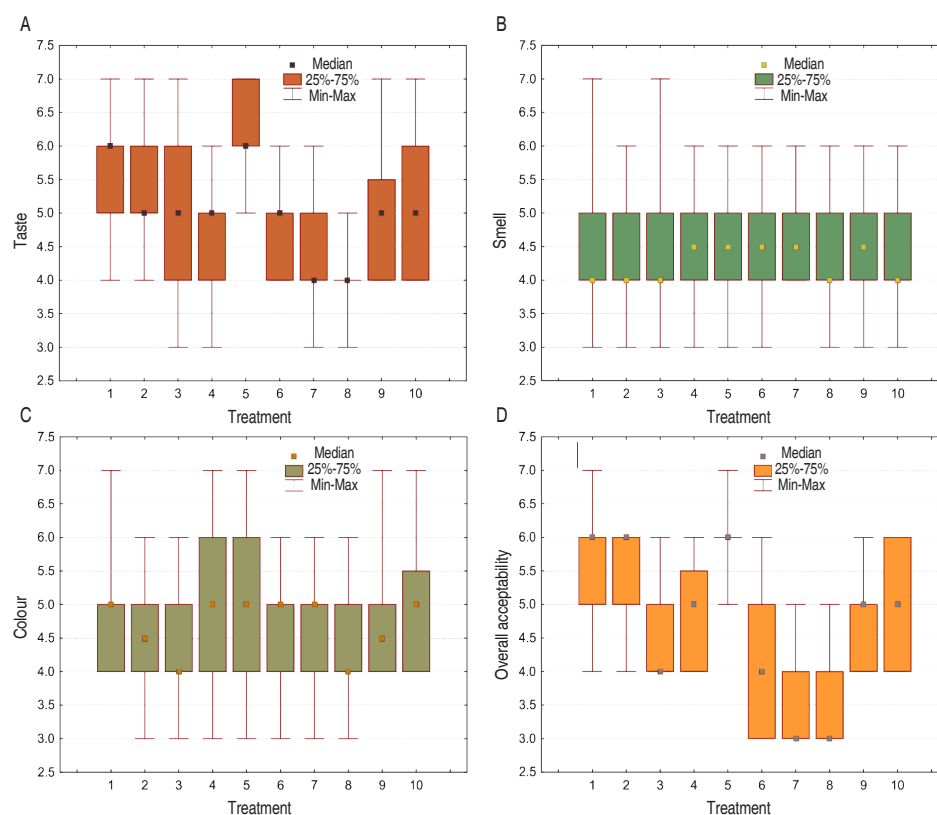 A
7.5
7.0
6.5
6.0
5.5
5.0
4.5
4.0
3.5
3.0
2.5
Taste
Median
25%-75%
Min-Max
1 2 3 4 5 6 7 8 9 10
Treatment
B
7.5
7.0
6.5
6.0
5.5
5.0
4.5
4.0
3.5
3.0
2.5
Smell
Median
25%-75%
Min-Max
1 2 3 4 5 6 7 8 9 10
Treatment
C
7.5
7.0
6.5
6.0
5.5
5.0
4.5
4.0
3.5
3.0
2.5
Colour
Median
25%-75%
Min-Max
1 2 3 4 5 6 7 8 9 10
Treatment
D
7.5
7.0
6.5
6.0
5.5
5.0
4.5
4.0
3.5
3.0
2.5
Overall acceptability
Median
25%-75%
Min-Max
1 2 3 4 5 6 7 8 9 10
Treatment